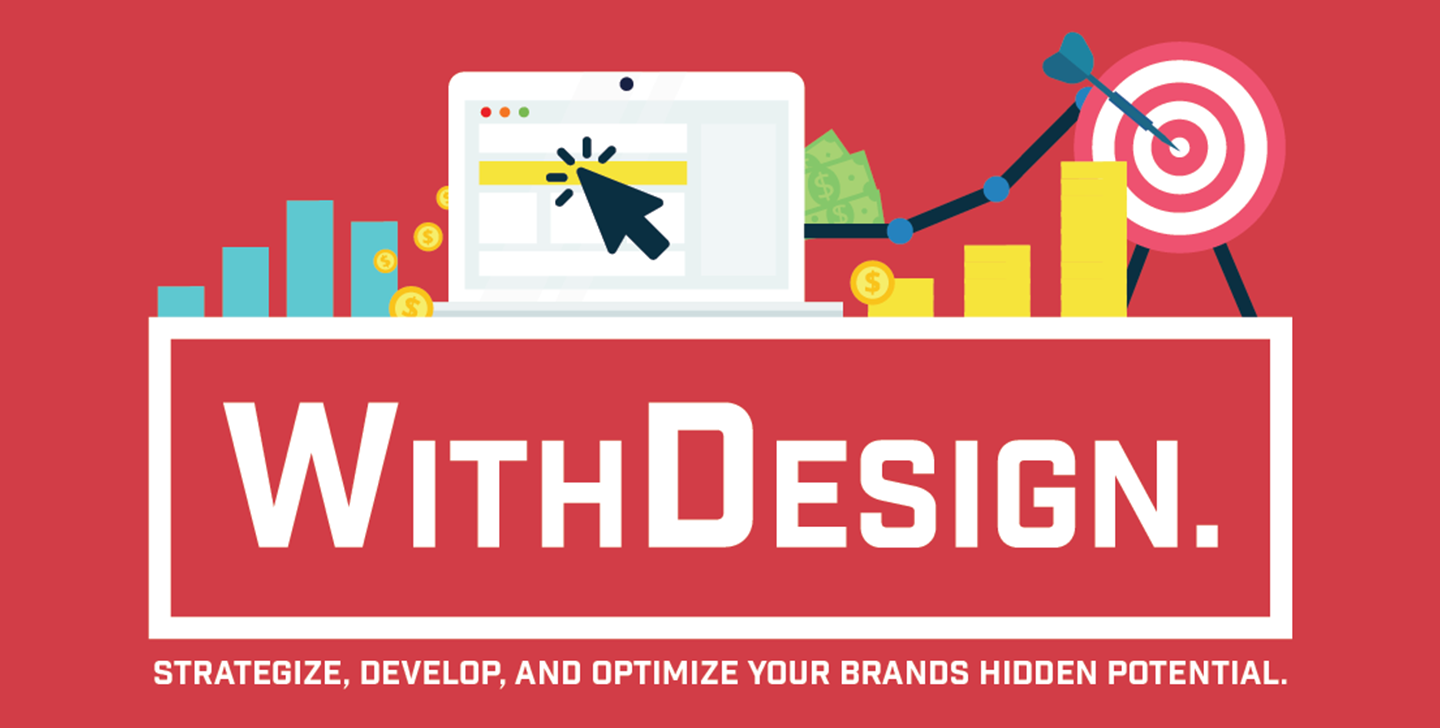 WITHDESIGN.
STRATEGIZE, DEVELOP, AND OPTIMIZE YOUR BRANDS HIDDEN POTENTIAL.